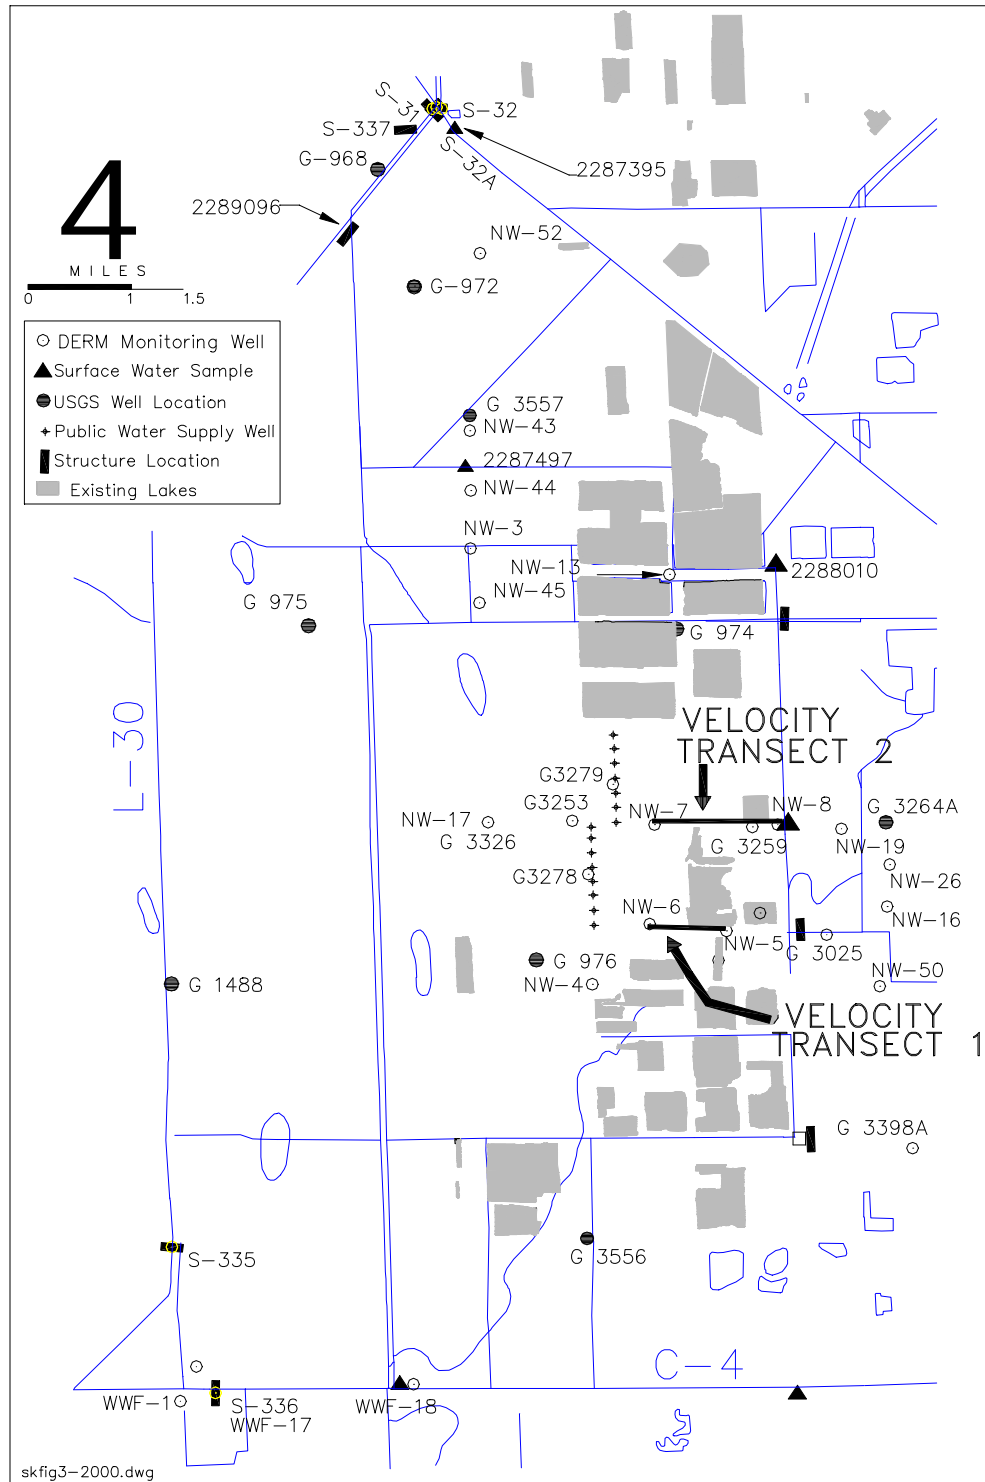 S-31
S-32
S-337
S-32A
G-968
2287395
2289096
4
MILES
0
1
1.5
NW-52
G-972
DERM Monitoring Well
Surface Water Sample
USGS Well Location
Public Water Supply Well
Structure Location
Existing Lakes
G 3557
NW-43
2287497
NW-44
NW-3
NW-13
2288010
NW-45
G 975
G 974
L-30
VELOCITY
TRANSECT 2
G3279
G3253
NW-7
NW-8
G 3264A
NW-17
G 3326
G 3259
NW-19
G3278
NW-26
NW-6
NW-16
NW-5
G 3025
G 976
NW-4
NW-50
G 1488
VELOCITY
TRANSECT 1
G 3398A
S-335
G 3556
C-4
WWF-1
S-336
WWF-17
WWF-18
skfig3-2000.dwg